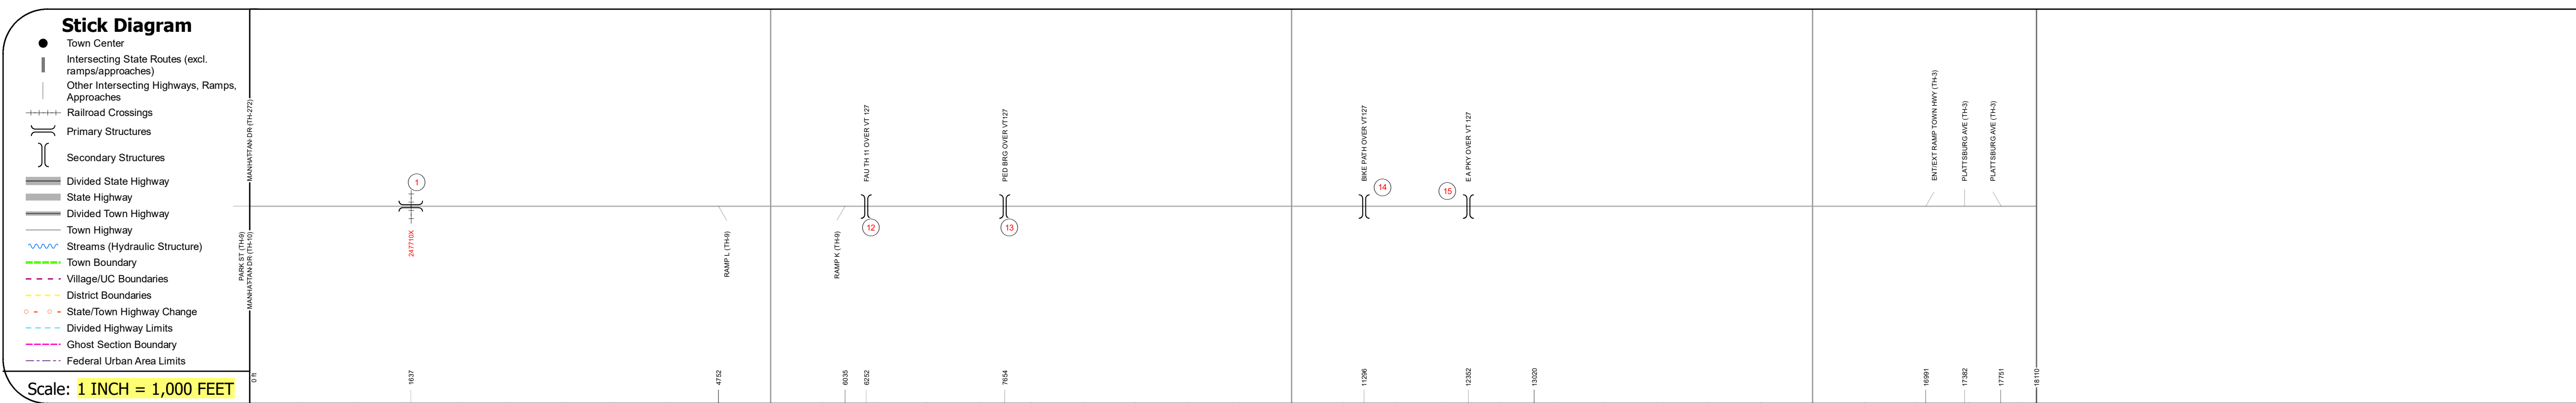 Stick Diagram
Town Center
Intersecting State Routes (excl.
ramps/approaches)
Other Intersecting Highways, Ramps,
Approaches
Railroad Crossings
Primary Structures
Secondary Structures
Divided State Highway
State Highway
Divided Town Highway
Town Highway
Streams (Hydraulic Structure)
Town Boundary
Village/UC Boundaries
District Boundaries
State/Town Highway Change
Divided Highway Limits
Ghost Section Boundary
Federal Urban Area Limits
Scale: 1 INCH = 1,000 FEET
MANHATTAN DR (TH-272)
PARK ST (TH-9)
MANHATTAN DR (TH-10)
1
247710X
RAMP L (TH-9)
RAMP K (TH-9)
FAU TH 11 OVER VT 127
12
PED BRG OVER VT127
13
BIKE PATH OVER VT127
14
15
E A PKY OVER VT 127
ENT/EXT RAMP TOWN HWY (TH-3)
PLATTSBURG AVE (TH-3)
PLATTSBURG AVE (TH-3)
0 ft
1637
4752
6035
6252
7654
11296
12352
13020
16991
17382
17751
18110